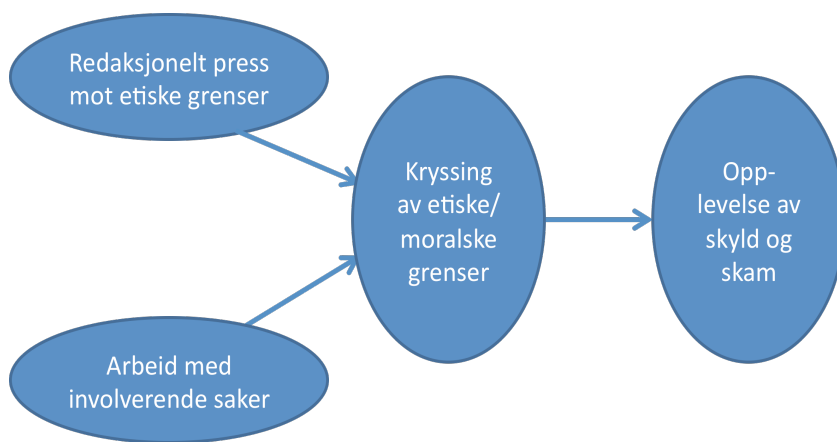 Redaksjonelt press
mot etiske grenser
Arbeid med
involverende saker
Kryssing
av etiske/
moralske
grenser
Opp-
levelse av
skyld og
skam